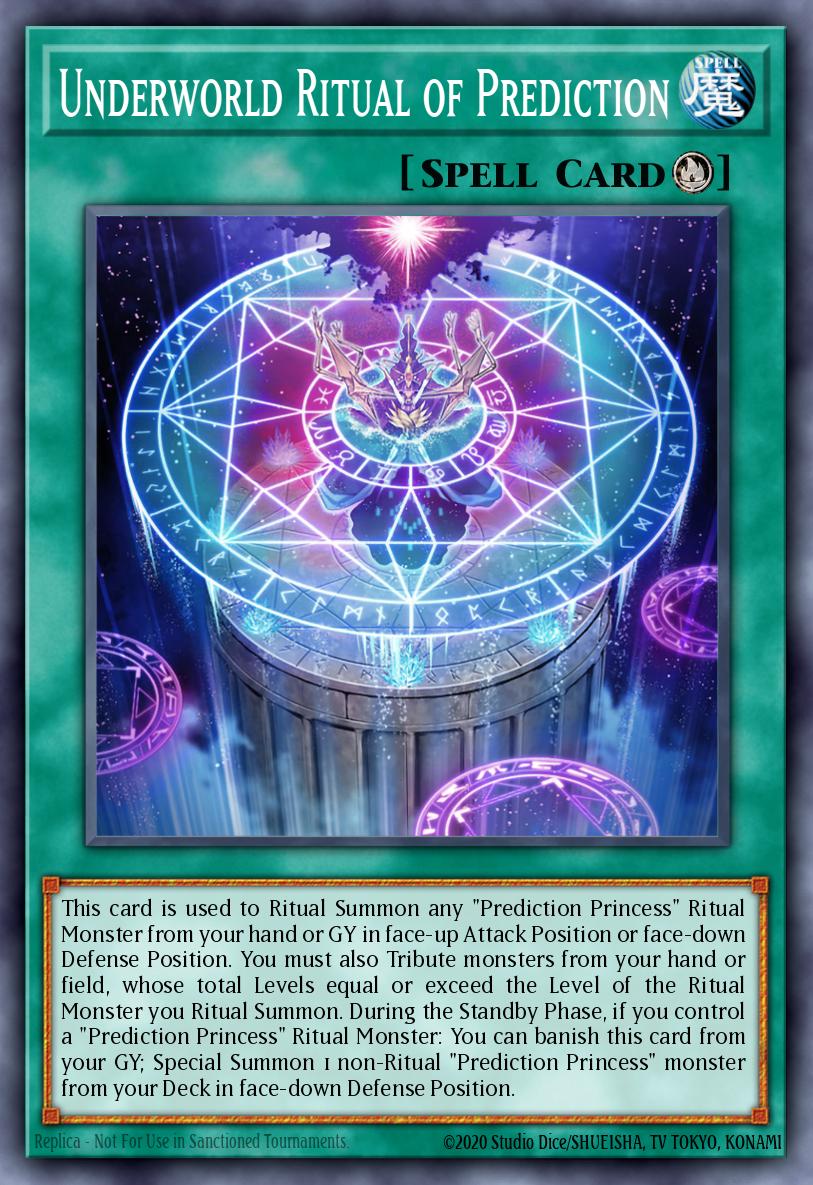 Underworld Ritual of Prediction
SPELL
魔
[Spell Card]
This card is used to Ritual Summon any "Prediction Princess" Ritual
Monster from your hand or GY in face-up Attack Position or face-down
Defense Position. You must also Tribute monsters from your hand or
field, whose total Levels equal or exceed the Level of the Ritual
Monster you Ritual Summon. During the Standby Phase, if you control
a "Prediction Princess" Ritual Monster: You can banish this card from
your GY; Special Summon 1 non-Ritual "Prediction Princess" monster
from your Deck in face-down Defense Position.
Replica - Not For Use in Sanctioned Tournaments.
©2020 Studio Dice/SHUEISHA, TV TOKYO, KONAMI